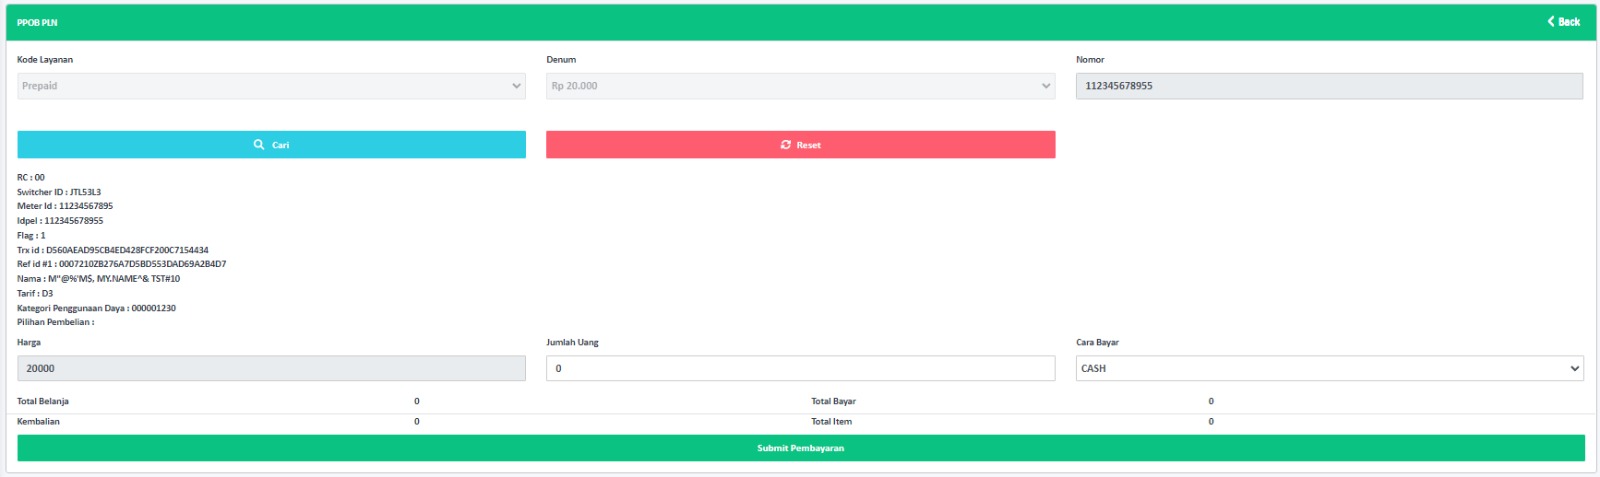 PPOB PLN
Back
Kode Layanan
Denum
Nomor
Prepaid
Rp 20.000
112345678955
Cari
Reset
RC : 00
Switcher ID : JTL53L3
Meter Id : 11234567895
Idpel : 112345678955
Flag : 1
Trx id : D560AEAD95CB4ED428FCF200C7154434
Ref id #1 : 0007210ZB276A7D5BD553DAD69A2B4D7
Nama : M"@%'M$, MY.NAME^& TST#10
Tarif : D3
Kategori Penggunaan Daya : 000001230
Pilihan Pembelian :
Harga
Jumlah Uang
Cara Bayar
20000
0
CASH
Total Belanja 0 Total Bayar 0
Kembalian 0 Total Item 0
Submit Pembayaran